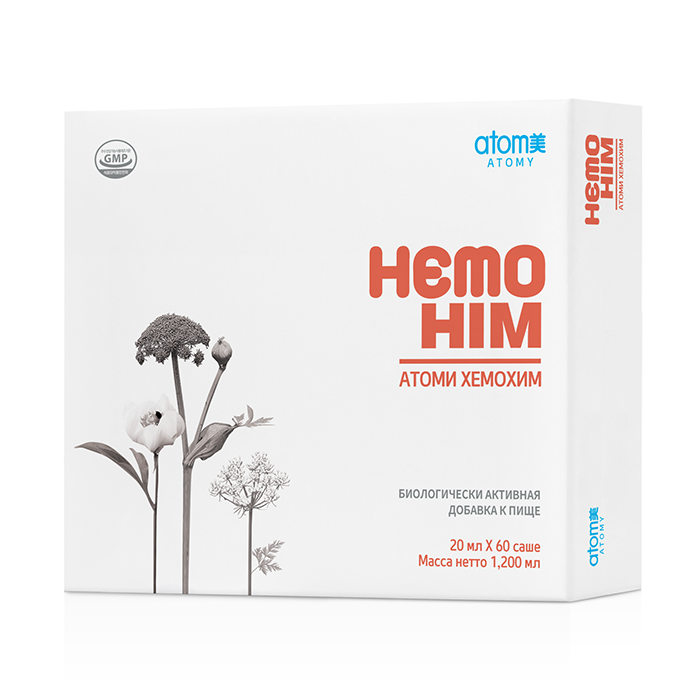 GMP
atom美
ATOMY
HEMO
HIM
АТОМИ ХЕМОХИМ
БИОЛОГИЧЕСКИ АКТИВНАЯ
ДОБАВКА К ПИЩЕ
20 мл X 60 саше
Масса нетто 1,200 мл
HEMO
HIM
АТОМИ ХЕМОХИМ
atom美
ATOMY